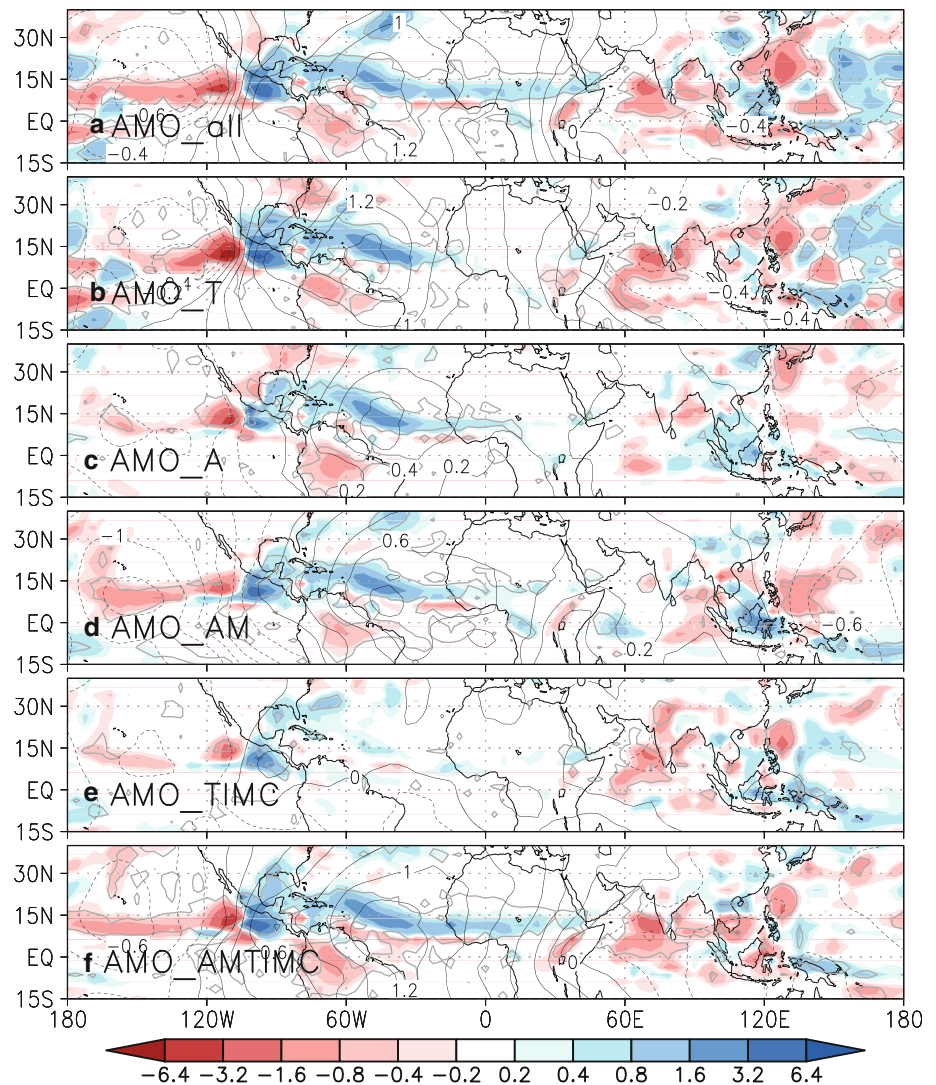 30N
15N
EQ
15S
1
0.6
-0.4
0
-0.4
1.2
a AMO_all
30N
15N
EQ
15S
1.2
-0.2
-0.4
-0.4
1
b AMO_T
30N
15N
EQ
15S
0.4
0.2
0.2
c AMO_A
30N
15N
EQ
15S
-1
0.6
-0.6
0.2
d AMO_AM
30N
15N
EQ
15S
0
e AMO_TIMC
30N
15N
EQ
15S
1
-0.6
0.6
0
1.2
f AMO_AMTIMC
180 120W 60W 0 60E 120E 180
-6.4 -3.2 -1.6 -0.8 -0.4 -0.2 0.2 0.4 0.8 1.6 3.2 6.4